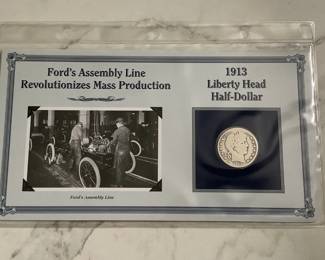 Ford's Assembly Line
Revolutionizes Mass Production
1913
Liberty Head
Half-Dollar
Ford's Assembly Line